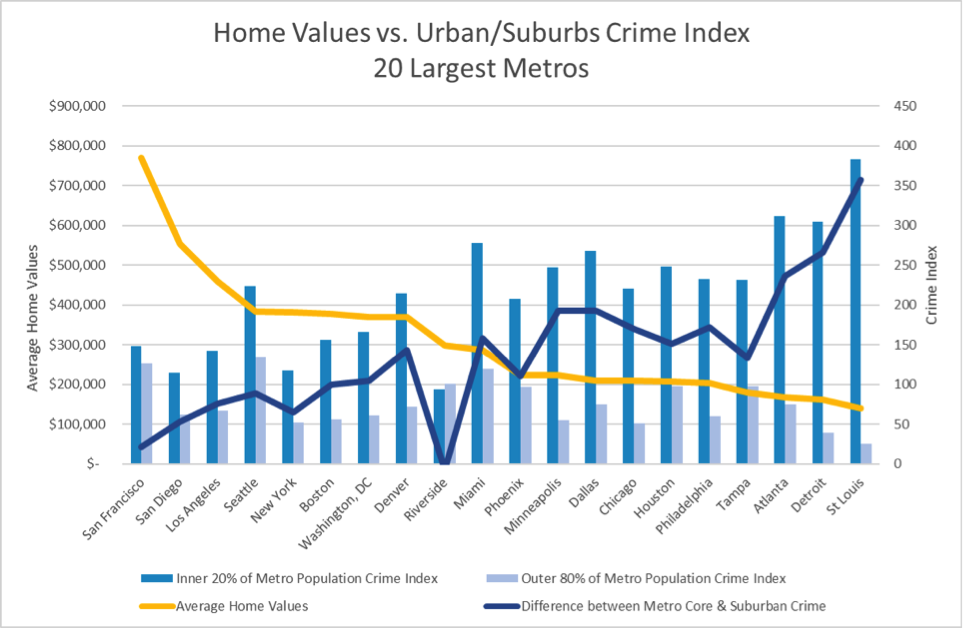 Home Values vs. Urban/Suburbs Crime Index
20 Largest Metros
Average Home Values
$900,000
$800,000
$700,000
$600,000
$500,000
$400,000
$300,000
$200,000
$100,000
$-
450
400
350
300
250
200
150
100
50
0
Crime Index
San Francisco
San Diego
Los Angeles
Seattle
New York
Boston
Washington, DC
Denver
Riverside
Miami
Phoenix
Minneapolis
Dallas
Chicago
Houston
Philadelphia
Tampa
Atlanta
Detroit
St Louis
Inner 20% of Metro Population Crime Index
Outer 80% of Metro Population Crime Index
Average Home Values
Difference between Metro Core & Suburban Crime